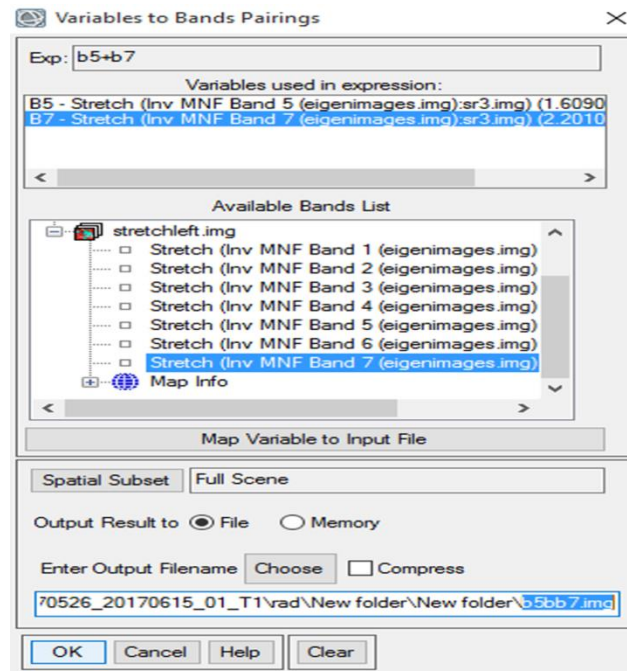 Variables to Bands Pairings
Exp: b5+b7
Variables used in expression:
B5 - Stretch (Inv MNF Band 5 (eigenimages.img):sr3.img) (1.6090
B7 - Stretch (Inv MNF Band 7 (eigenimages.img):sr3.img) (2.2010
Available Bands List
stretchleft.img
Stretch (Inv MNF Band 1 (eigenimages.img)
Stretch (Inv MNF Band 2 (eigenimages.img)
Stretch (Inv MNF Band 3 (eigenimages.img)
Stretch (Inv MNF Band 4 (eigenimages.img)
Stretch (Inv MNF Band 5 (eigenimages.img)
Stretch (Inv MNF Band 6 (eigenimages.img)
Stretch (Inv MNF Band 7 (eigenimages.img)
Map Info
Map Variable to Input File
Spatial Subset Full Scene
Output Result to File Memory
Enter Output Filename Choose Compress
70526_20170615_01_T1\rad\New folder\New folder\b5bb7.img
OK Cancel Help Clear